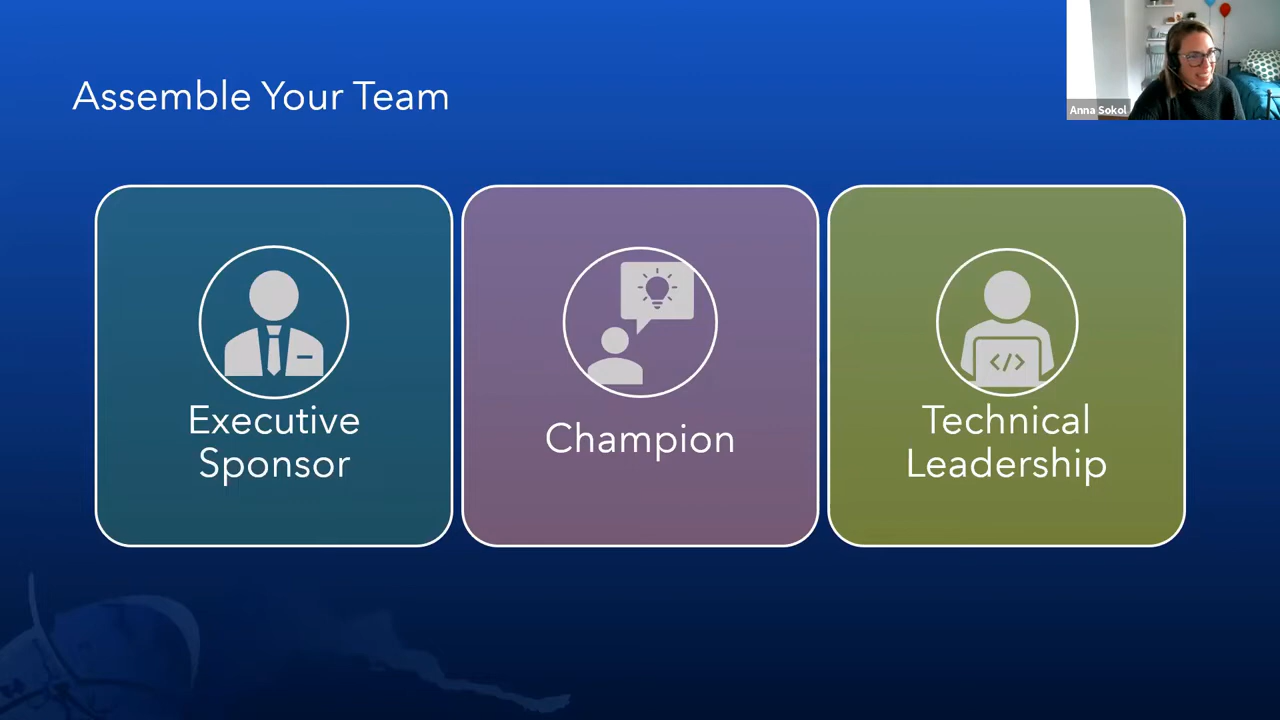 Assemble Your Team
Anna Sokol
Executive
Sponsor
Champion
</>
Technical
Leadership